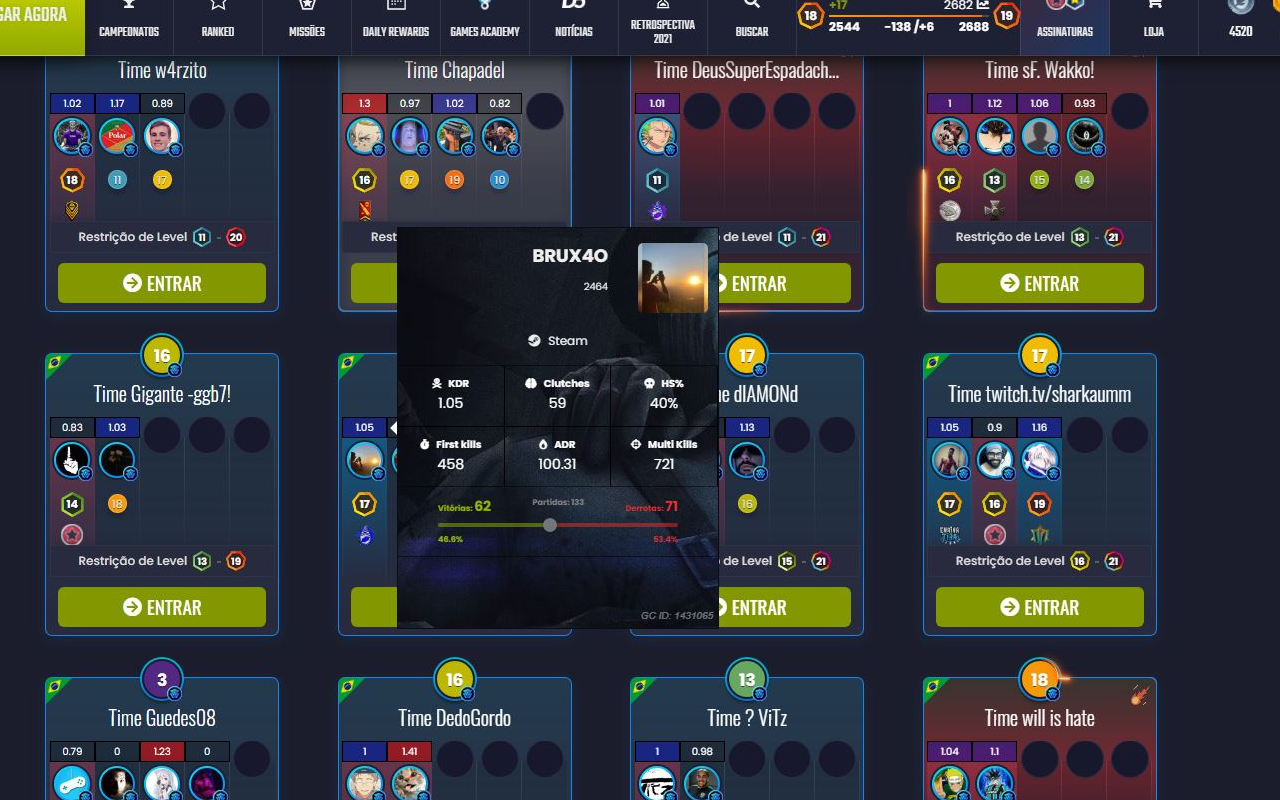 GAR AGORA
CAMPEONATOS
RANKED
MISSÕES
DAILY REWARDS
GAMES ACADEMY
NOTÍCIAS
RETROSPECTIVA
2021
BUSCAR
18
+17
2682
19
2544
-138 /+6
2688
ASSINATURAS
LOJA
4520
Time w4rzito
Time Chapadel
Time DeusSuperEspadach...
Time sF. Wakko!
1.02 1.17 0.89
1.3 0.97 1.02 0.82
1.01
1 1.12 1.06 0.93
Polar
18 11 17
16 17 19 10
11
16 13 15 14
Restrição de Level 11 - 20
Rest
de Level 11 - 21
Restrição de Level 13 - 21
ENTRAR
ENTRAR
ENTRAR
BRUX4O
2464
Steam
KDR
Clutches
HS%
1.05
59
40%
First kills
ADR
Multi Kills
458
100.31
721
Vitórias: 62
Partidas: 133
Derrotas: 71
46.6%
53.4%
GC ID: 1431065
16
17
17
Time Gigante -ggb7!
ne dIAMONd
Time twitch.tv/sharkaumm
0.83 1.03
1.05
1.13
1.05 0.9 1.16
14 18
17
16
17 16 19
Restrição de Level 13 - 19
de Level 15 - 21
Restrição de Level 16 - 21
ENTRAR
ENTRAR
ENTRAR
3
16
13
18
Time Guedes08
Time DedoGordo
Time ? ViTz
Time will is hate
0.79 0 1.23 0
1 1.41
1 0.98
1.04 1.1